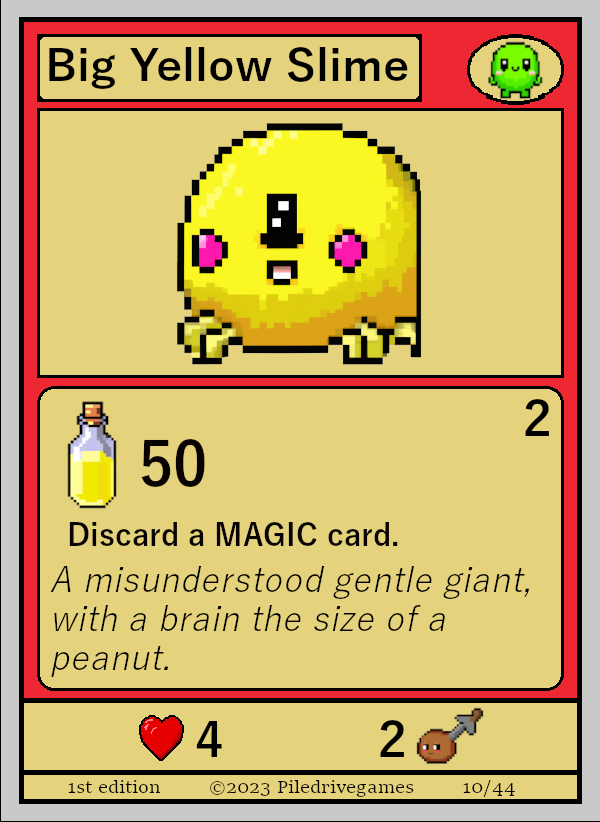 Big Yellow Slime
2
50
Discard a MAGIC card.
A misunderstood gentle giant,
with a brain the size of a
peanut.
4 2
1st edition ©2023 Piledrivegames 10/44